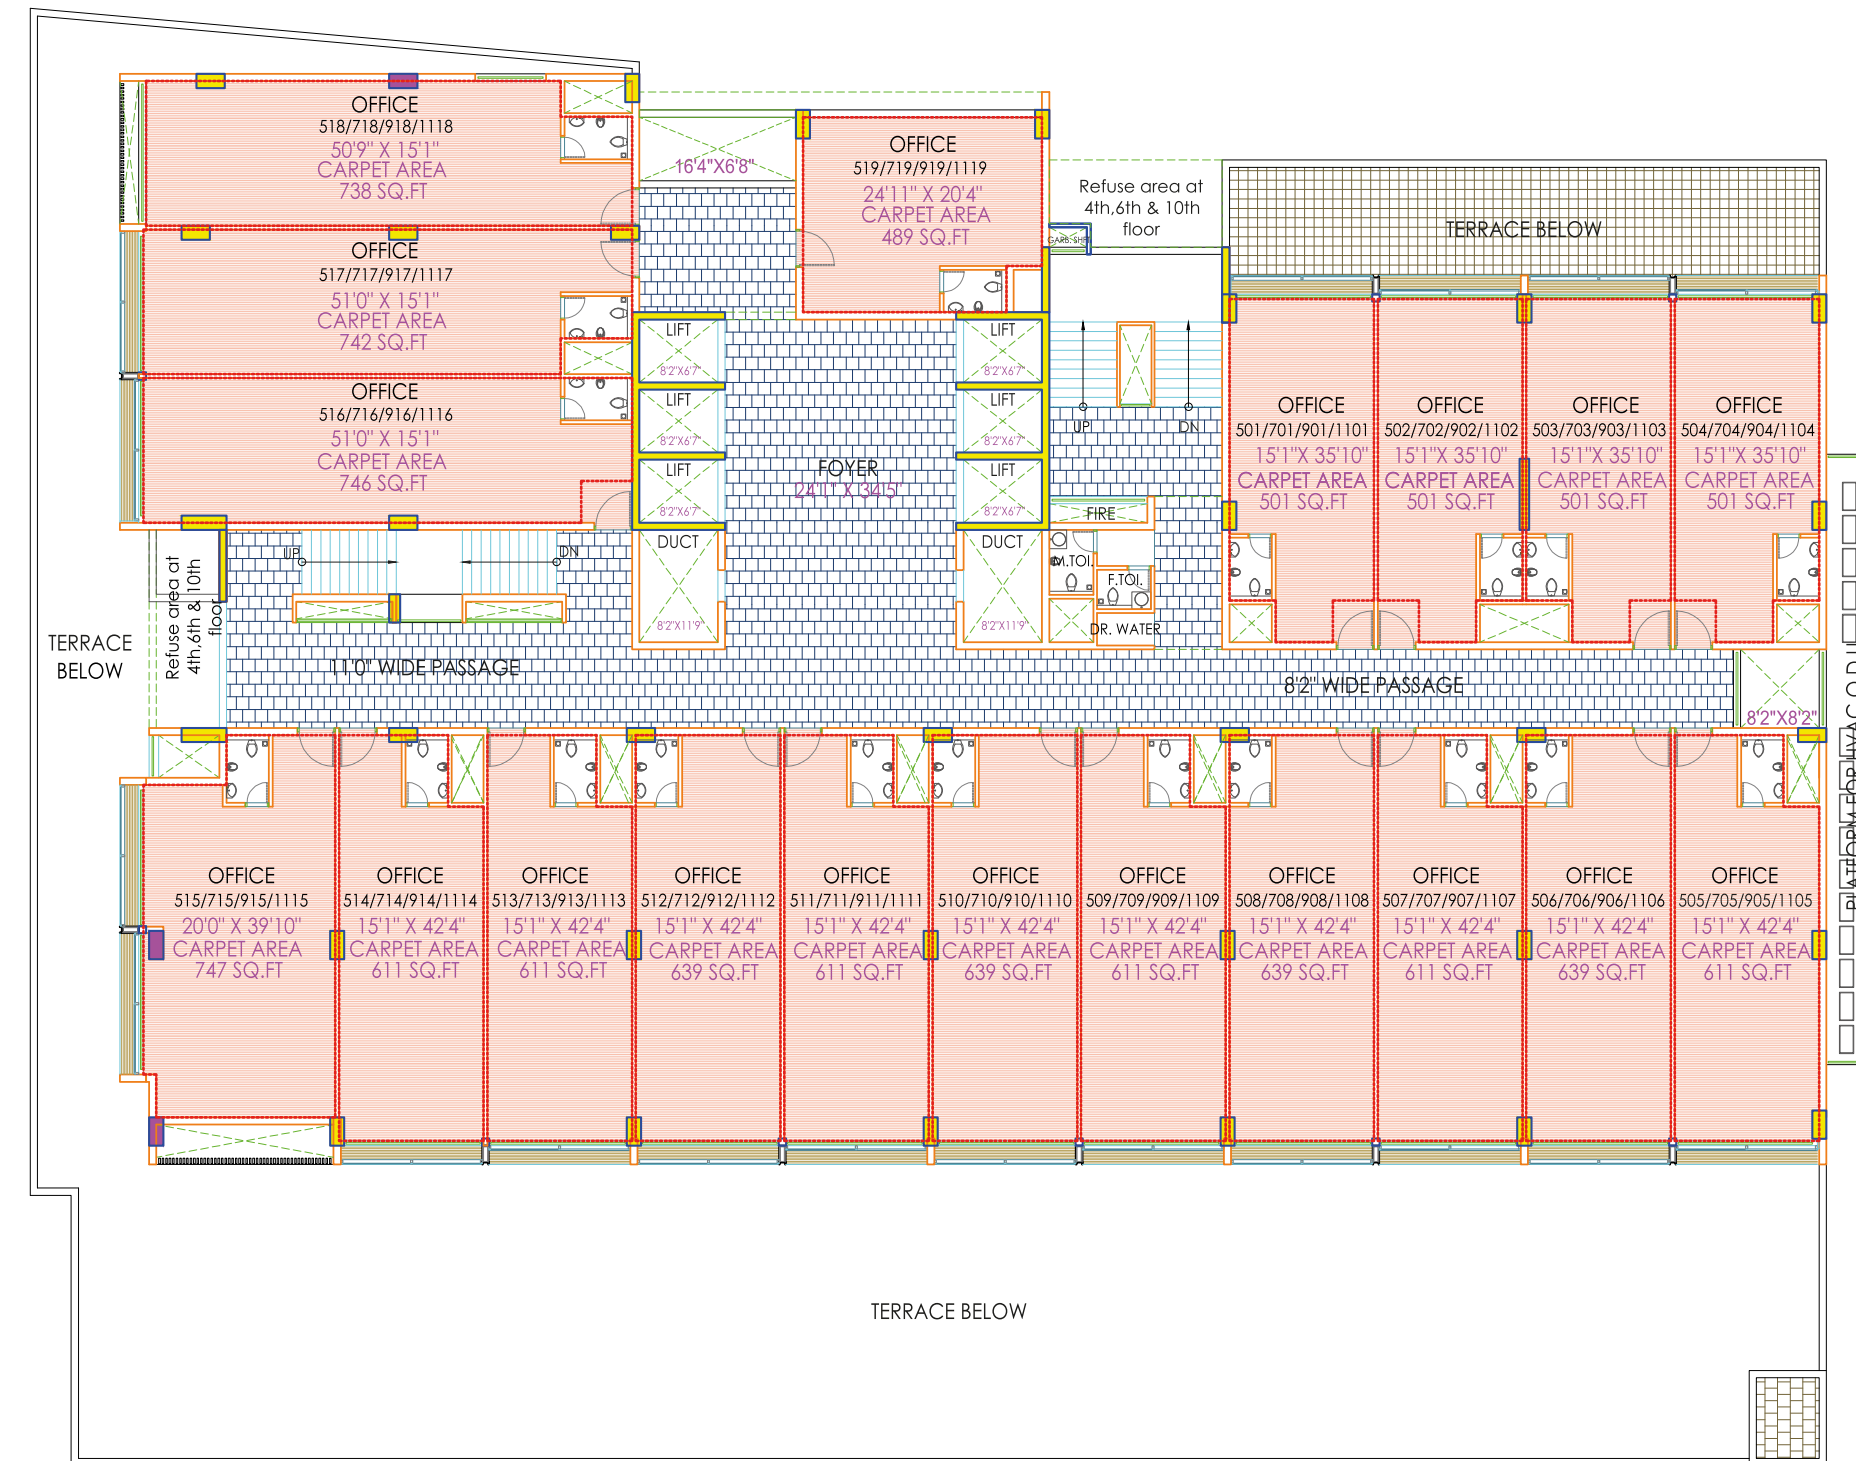 OFFICE
518/718/918/1118
50'9" X 15'1"
CARPET AREA
738 SQ.FT
16'4"X6'8"
OFFICE
519/719/919/1119
24'11" X 20'4"
CARPET AREA
489 SQ.FT
Refuse area at
4th,6th & 10th
floor
GARB. SHFT
TERRACE BELOW
OFFICE
517/717/917/1117
51'0" X 15'1"
CARPET AREA
742 SQ.FT
OFFICE
516/716/916/1116
51'0" X 15'1"
CARPET AREA
746 SQ.FT
LIFT
8'2"X6'7"
LIFT
8'2"X6'7"
LIFT
8'2"X6'7"
DUCT
8'2"X11'9"
FOYER
24'1" X 34'5"
LIFT
8'2"X6'7"
LIFT
8'2"X6'7"
LIFT
8'2"X6'7"
DUCT
8'2"X11'9"
UP
DN
FIRE
M.TOI.
F.TOI.
DR. WATER
OFFICE
501/701/901/1101
15'1"X 35'10"
CARPET AREA
501 SQ.FT
OFFICE
502/702/902/1102
15'1"X 35'10"
CARPET AREA
501 SQ.FT
OFFICE
503/703/903/1103
15'1"X 35'10"
CARPET AREA
501 SQ.FT
OFFICE
504/704/904/1104
15'1"X 35'10"
CARPET AREA
501 SQ.FT
UP
DN
Refuse area at
4th,6th & 10th
floor
TERRACE
BELOW
11'0" WIDE PASSAGE
8'2" WIDE PASSAGE
8'2"X8'2"
PLATFORM FOR HVAC O.D.U
OFFICE
515/715/915/1115
20'0" X 39'10"
CARPET AREA
747 SQ.FT
OFFICE
514/714/914/1114
15'1" X 42'4"
CARPET AREA
611 SQ.FT
OFFICE
513/713/913/1113
15'1" X 42'4"
CARPET AREA
611 SQ.FT
OFFICE
512/712/912/1112
15'1" X 42'4"
CARPET AREA
639 SQ.FT
OFFICE
511/711/911/1111
15'1" X 42'4"
CARPET AREA
611 SQ.FT
OFFICE
510/710/910/1110
15'1" X 42'4"
CARPET AREA
639 SQ.FT
OFFICE
509/709/909/1109
15'1" X 42'4"
CARPET AREA
611 SQ.FT
OFFICE
508/708/908/1108
15'1" X 42'4"
CARPET AREA
639 SQ.FT
OFFICE
507/707/907/1107
15'1" X 42'4"
CARPET AREA
611 SQ.FT
OFFICE
506/706/906/1106
15'1" X 42'4"
CARPET AREA
639 SQ.FT
OFFICE
505/705/905/1105
15'1" X 42'4"
CARPET AREA
611 SQ.FT
TERRACE BELOW